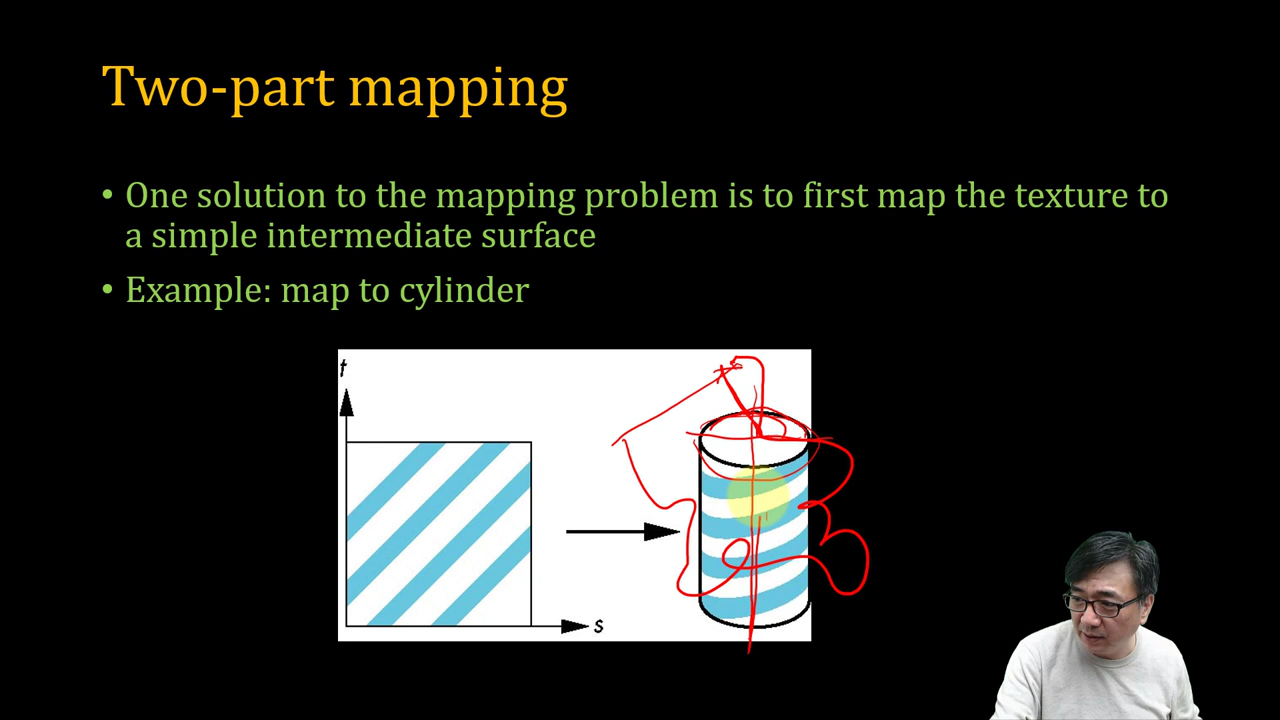 Two-part mapping
• One solution to the mapping problem is to first map the texture to
a simple intermediate surface
• Example: map to cylinder
t
s